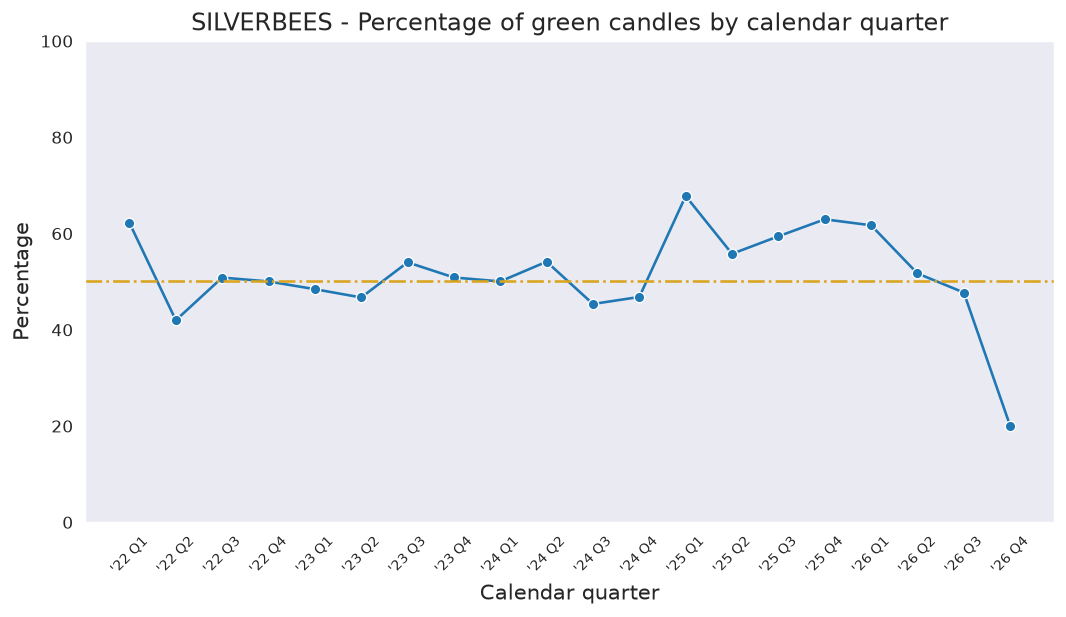 SILVERBEES - Percentage of green candles by calendar quarter
100
80
60
40
20
0
Percentage
'22 Q1
'22 Q2
'22 Q3
'22 Q4
'23 Q1
'23 Q2
'23 Q3
'23 Q4
'24 Q1
'24 Q2
'24 Q3
'24 Q4
'25 Q1
'25 Q2
'25 Q3
'25 Q4
'26 Q1
'26 Q2
'26 Q3
'26 Q4
Calendar quarter